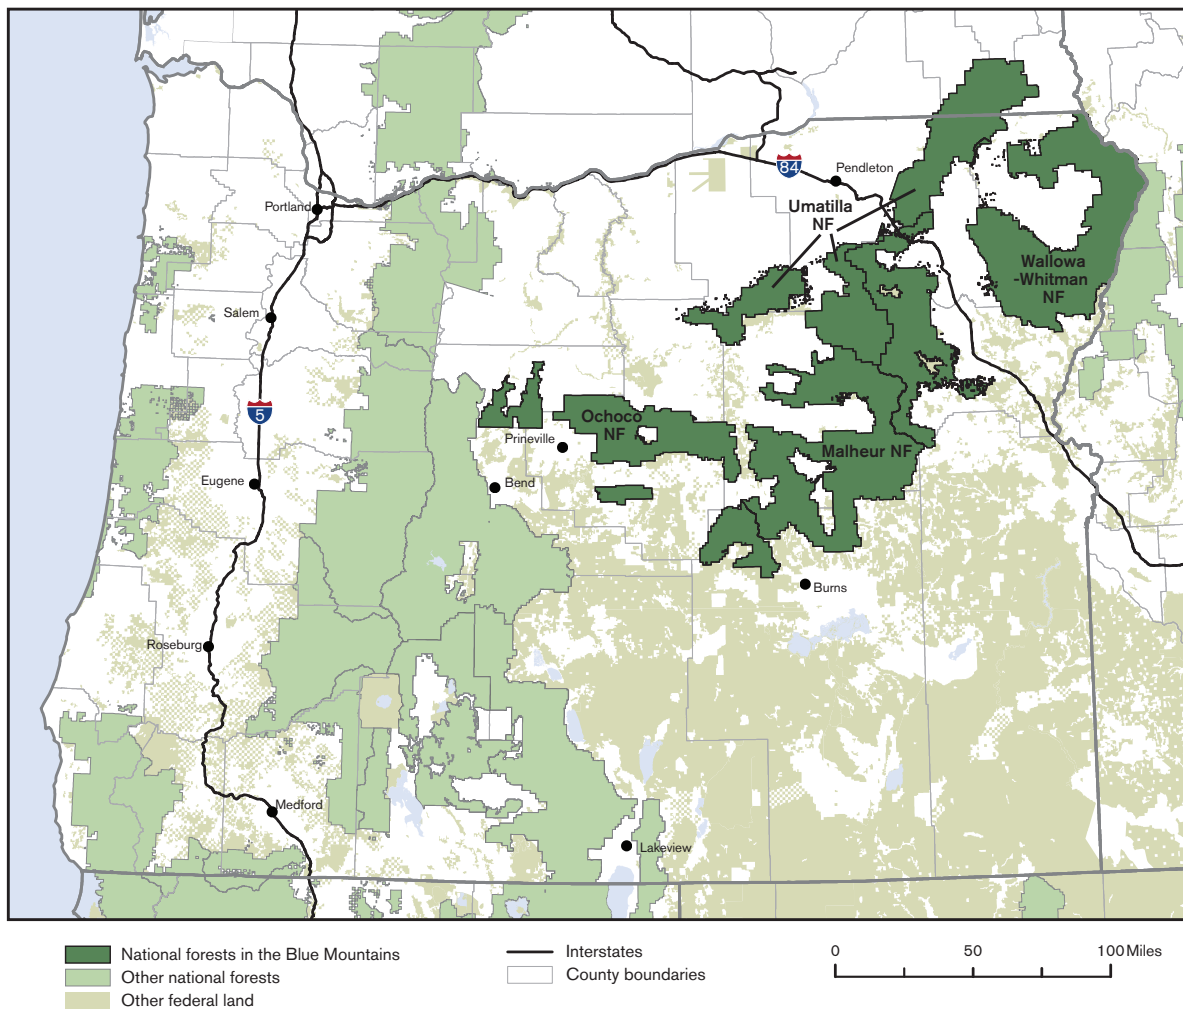 84
Pendleton
Portland
Umatilla
NF
Wallowa
-Whitman
NF
Salem
5
Ochoco
NF
Prineville
Malheur NF
Eugene
Bend
Burns
Roseburg
Medford
Lakeview
National forests in the Blue Mountains
Other national forests
Other federal land
Interstates
County boundaries
0 50 100 Miles